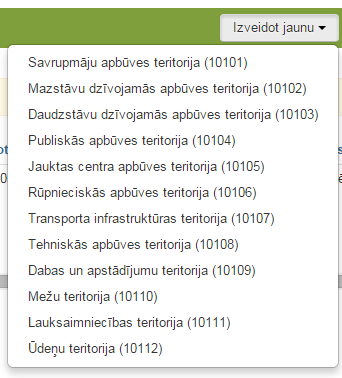 Izveidot jaunu
Savrupmāju apbūves teritorija (10101)
Mazstāvu dzīvojamās apbūves teritorija (10102)
Daudzstāvu dzīvojamās apbūves teritorija (10103)
Publiskās apbūves teritorija (10104)
Jauktas centra apbūves teritorija (10105)
Rūpnieciskās apbūves teritorija (10106)
Transporta infrastruktūras teritorija (10107)
Tehniskās apbūves teritorija (10108)
Dabas un apstādījumu teritorija (10109)
Mežu teritorija (10110)
Lauksaimniecības teritorija (10111)
Ūdeņu teritorija (10112)